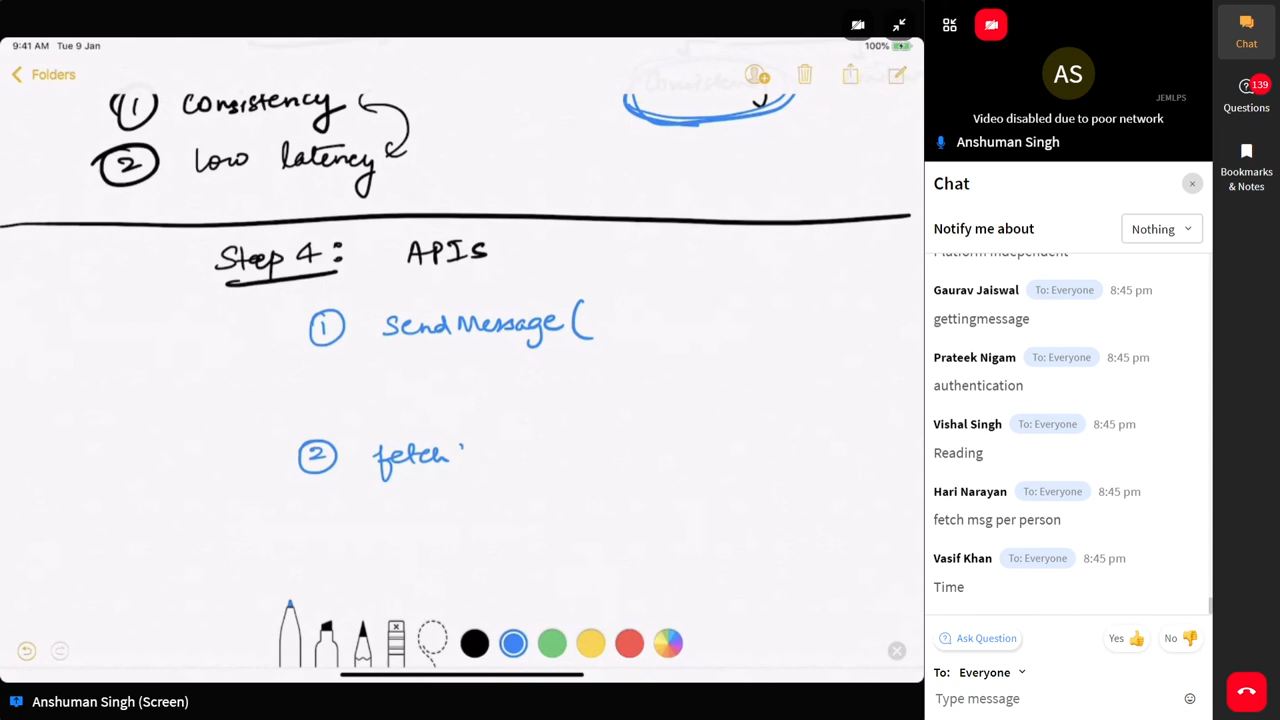 9:41 AM Tue 9 Jan
100%
Folders
① Consistency
② low latency
Step 4: APIs
① SendMessage(
② fetch
Anshuman Singh (Screen)
AS
JEMLPS
Video disabled due to poor network
Anshuman Singh
Chat
Notify me about
Nothing
Gaurav Jaiswal To: Everyone 8:45 pm
gettingmessage
Prateek Nigam To: Everyone 8:45 pm
authentication
Vishal Singh To: Everyone 8:45 pm
Reading
Hari Narayan To: Everyone 8:45 pm
fetch msg per person
Vasif Khan To: Everyone 8:45 pm
Time
Ask Question
Yes
No
To: Everyone
Type message
Chat
139
Questions
Bookmarks
& Notes